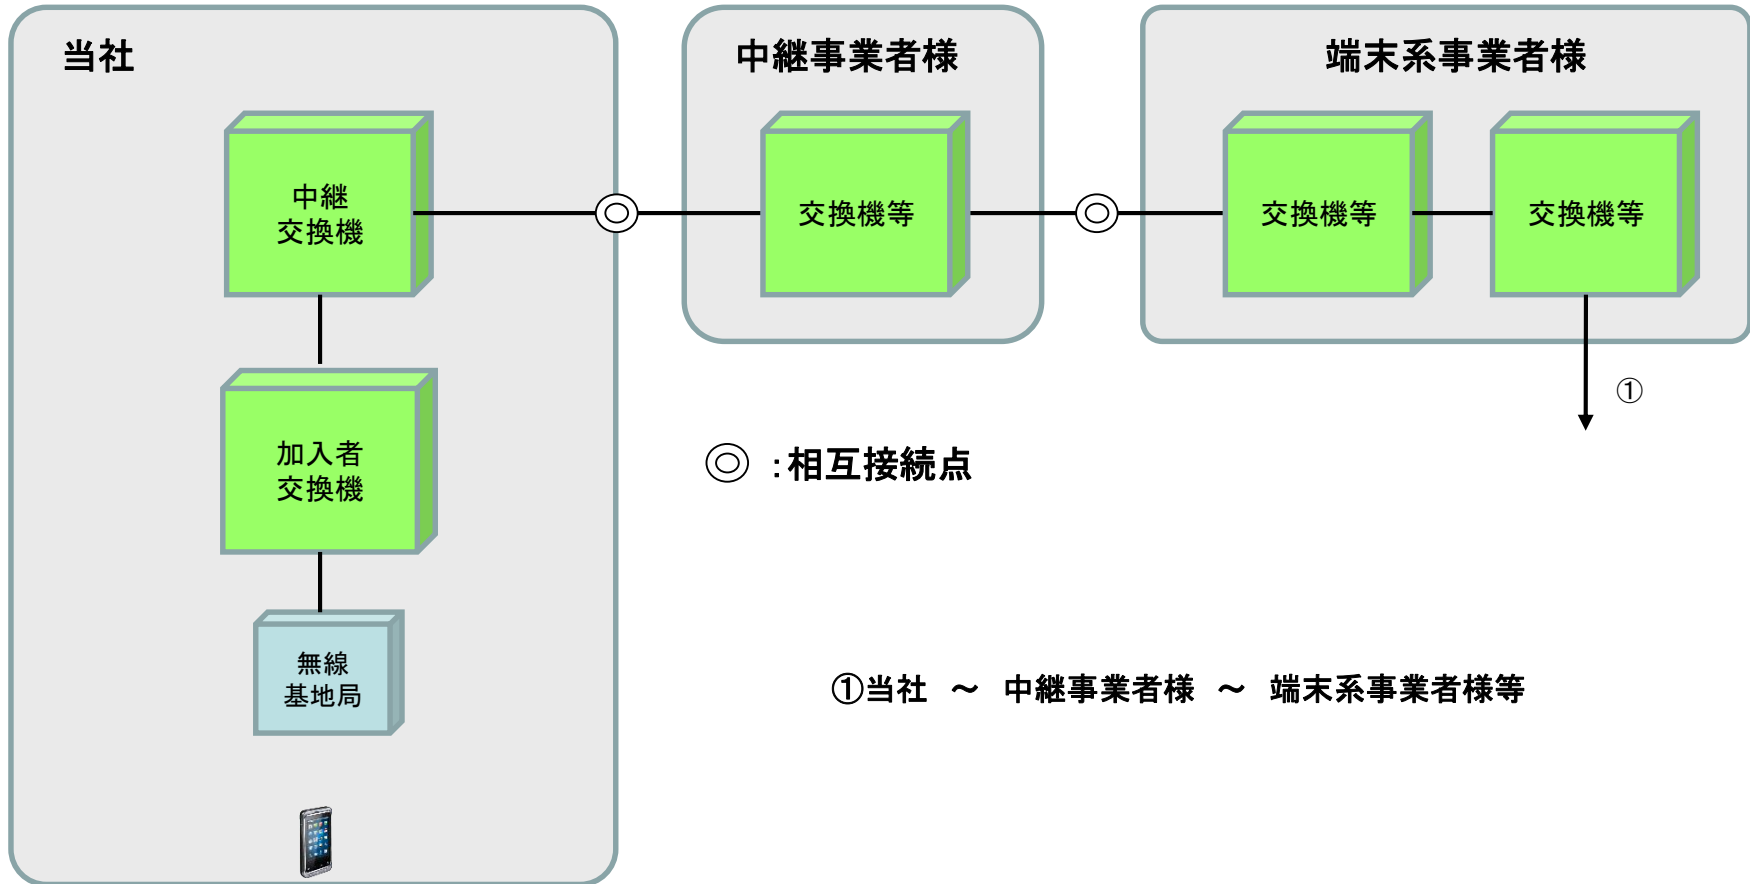 当社
中継事業者様
端末系事業者様
中継
交換機
交換機等
交換機等
交換機等
①
加入者
交換機
◎ :相互接続点
無線
基地局
①当社 ～ 中継事業者様 ～ 端末系事業者様等